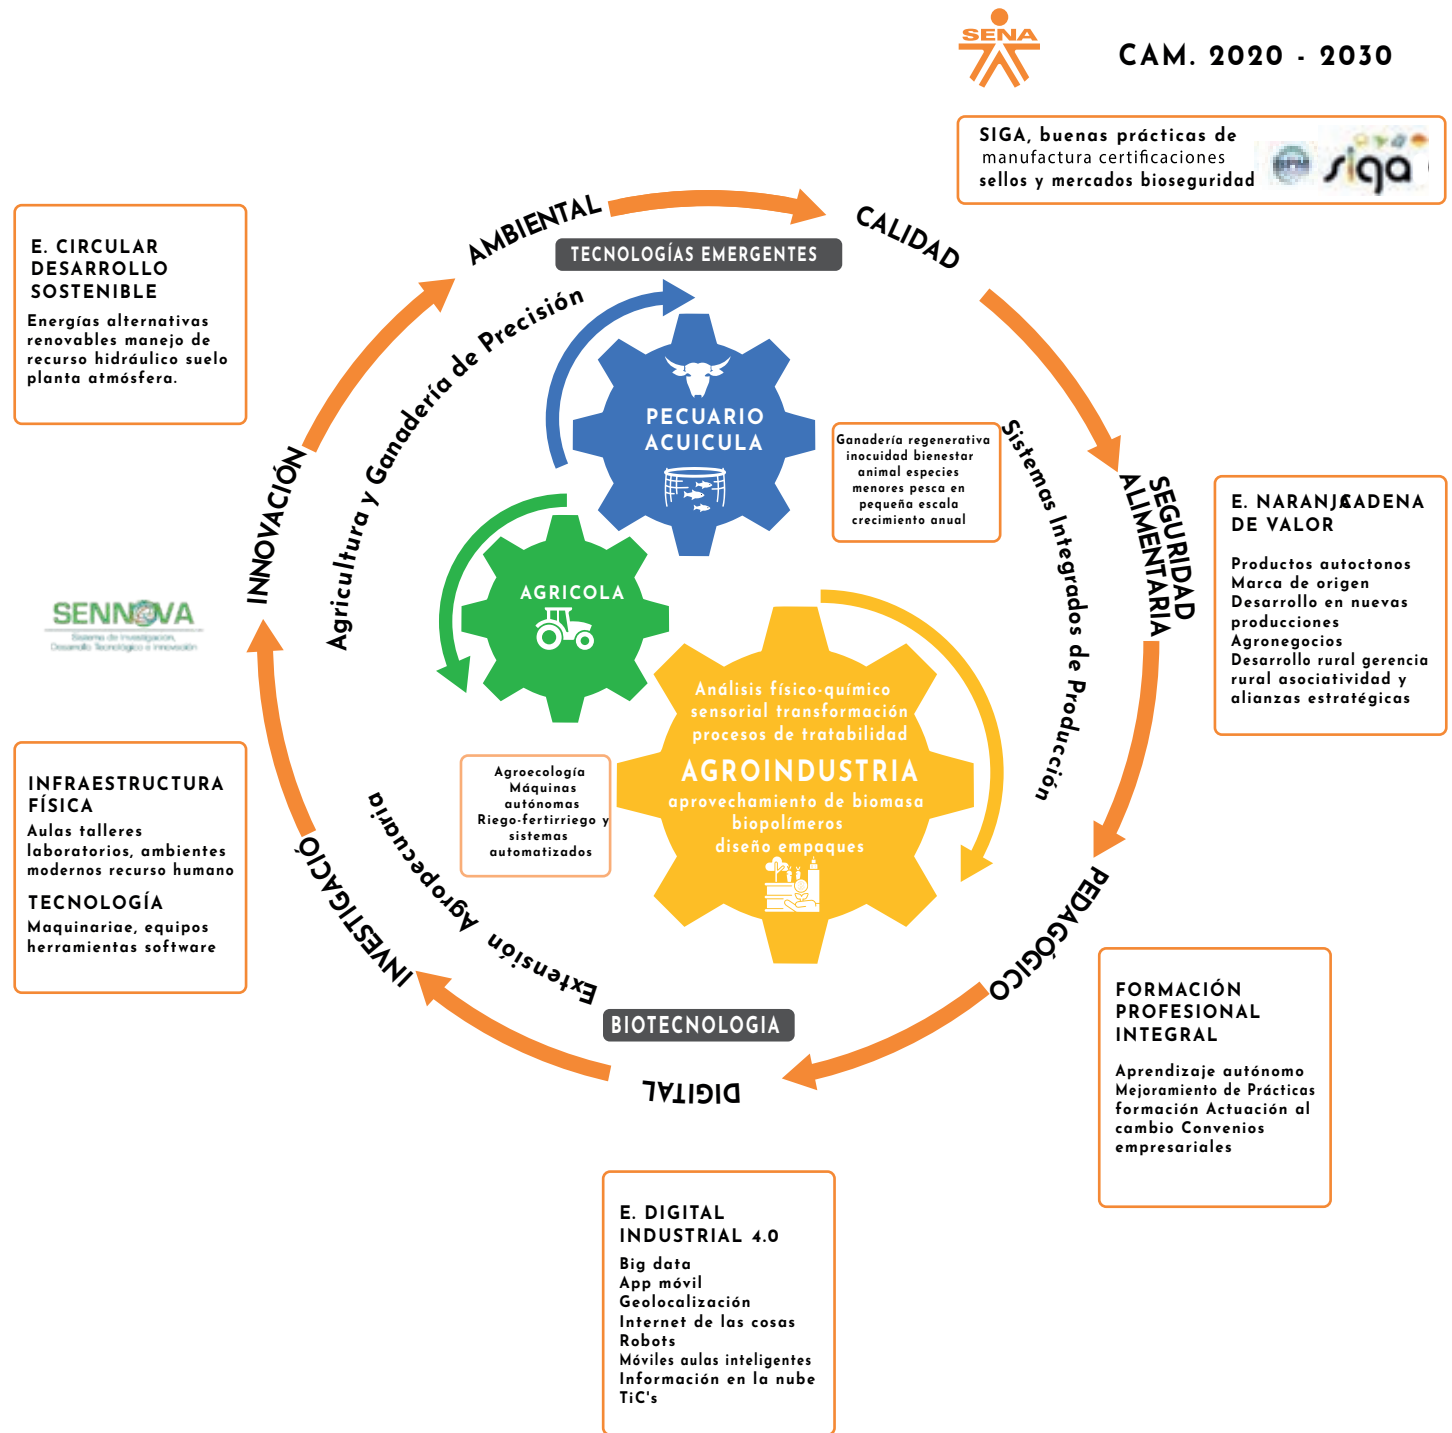 SENA
CAM. 2020 - 2030
SIGA, buenas prácticas de
manufactura certificaciones
sellos y mercados bioseguridad
BPM
siga
AMBIENTAL
CALIDAD
SEGURIDAD
ALIMENTARIA
PEDAGÓGICO
DIGITAL
INVESTIGACIÓ
INNOVACIÓN
TECNOLOGÍAS EMERGENTES
Agricultura y Ganadería de Precisión
Sistemas Integrados de Producción
Extensión Agropecuaria
BIOTECNOLOGIA
E. CIRCULAR
DESARROLLO
SOSTENIBLE
Energías alternativas
renovables manejo de
recurso hidráulico suelo
planta atmósfera.
PECUARIO
ACUICULA
Ganadería regenerativa
inocuidad bienestar
animal especies
menores pesca en
pequeña escala
crecimiento anual
AGRICOLA
Agroecología
Máquinas
autónomas
Riego-fertirriego y
sistemas
automatizados
Análisis físico-químico
sensorial transformación
procesos de tratabilidad
AGROINDUSTRIA
aprovechamiento de biomasa
biopolímeros
diseño empaques
E. NARANJA CADENA
DE VALOR
Productos autoctonos
Marca de origen
Desarrollo en nuevas
producciones
Agronegocios
Desarrollo rural gerencia
rural asociatividad y
alianzas estratégicas
SENNOVA
Sistema de Investigación,
Desarrollo Tecnológico e Innovación
INFRAESTRUCTURA
FÍSICA
Aulas talleres
laboratorios, ambientes
modernos recurso humano
TECNOLOGÍA
Maquinariae, equipos
herramientas software
FORMACIÓN
PROFESIONAL
INTEGRAL
Aprendizaje autónomo
Mejoramiento de Prácticas
formación Actuación al
cambio Convenios
empresariales
E. DIGITAL
INDUSTRIAL 4.0
Big data
App móvil
Geolocalización
Internet de las cosas
Robots
Móviles aulas inteligentes
Información en la nube
TiC's